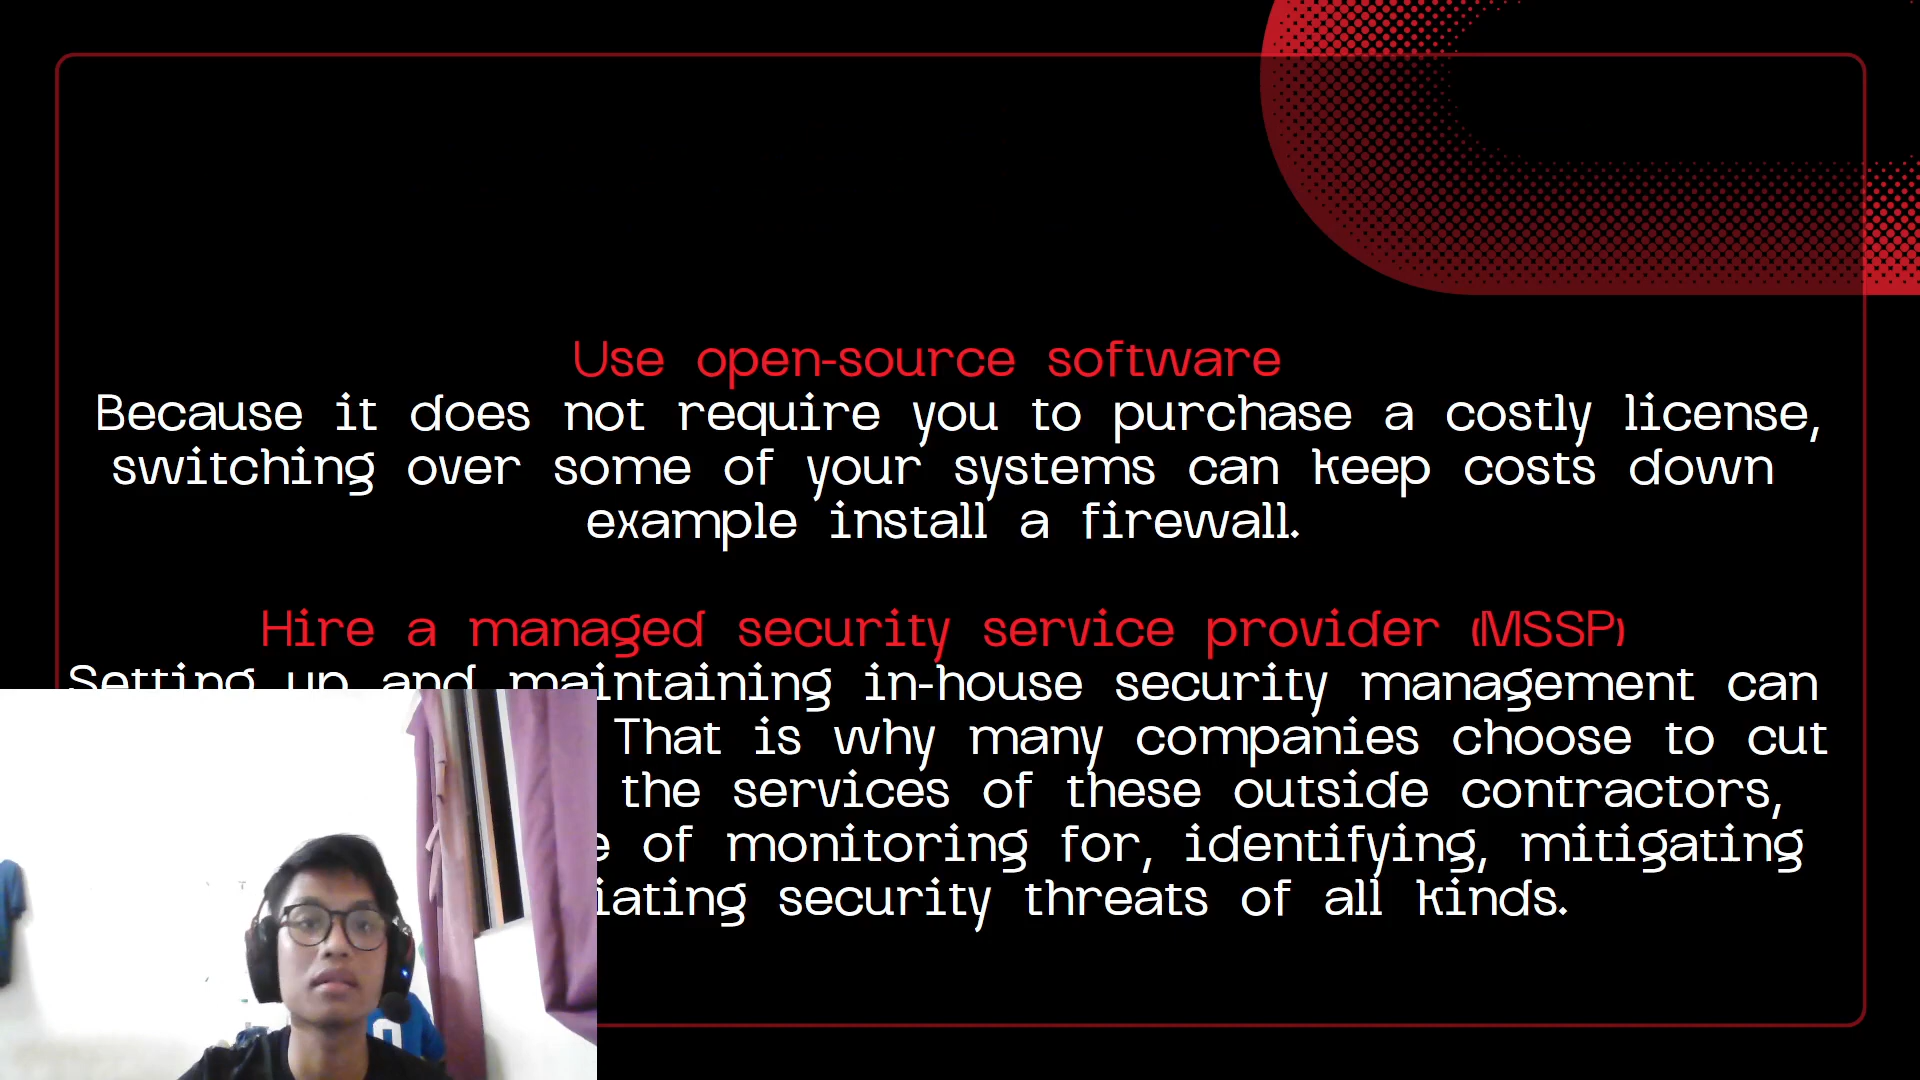 Use open-source software
Because it does not require you to purchase a costly license,
switching over some of your systems can keep costs down
example install a firewall.
Hire a managed security service provider (MSSP)
Setting up and maintaining in-house security management can
That is why many companies choose to cut
the services of these outside contractors,
of monitoring for, identifying, mitigating
security threats of all kinds.